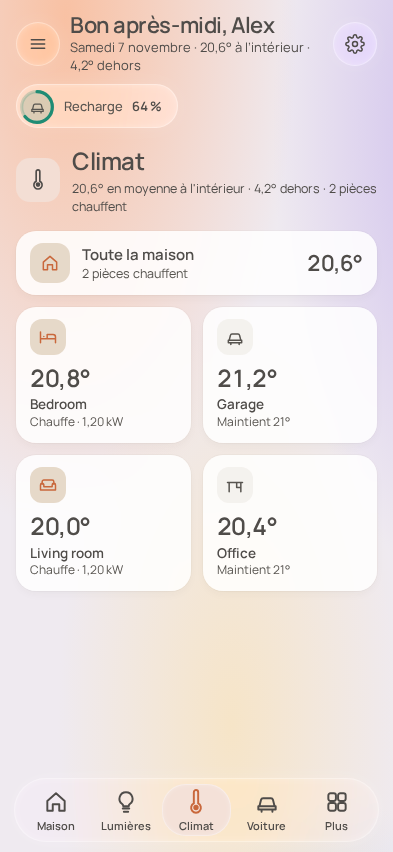 Bon après-midi, Alex
Samedi 7 novembre · 20,6° à l'intérieur ·
4,2° dehors
Recharge 64 %
Climat
20,6° en moyenne à l'intérieur · 4,2° dehors · 2 pièces
chauffent
Toute la maison
2 pièces chauffent
20,6°
20,8°
Bedroom
Chauffe · 1,20 kW
21,2°
Garage
Maintient 21°
20,0°
Living room
Chauffe · 1,20 kW
20,4°
Office
Maintient 21°
Maison
Lumières
Climat
Voiture
Plus